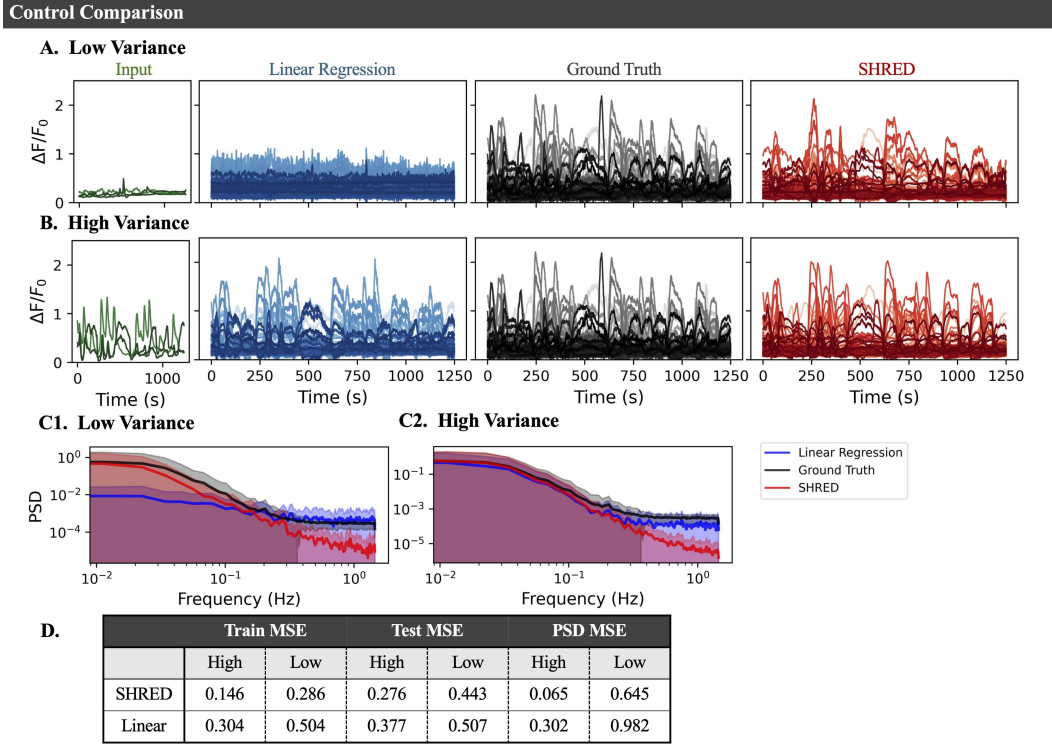 Control Comparison
A. Low Variance
Input
Linear Regression
Ground Truth
SHRED
ΔF/F₀
2
1
0
B. High Variance
ΔF/F₀
2
1
0
0 1000
0 250 500 750 1000 1250
0 250 500 750 1000 1250
0 250 500 750 1000 1250
Time (s)
Time (s)
Time (s)
Time (s)
C1. Low Variance
C2. High Variance
PSD
10⁰
10⁻²
10⁻⁴
10⁻² 10⁻¹ 10⁰
Frequency (Hz)
10⁻¹
10⁻³
10⁻⁵
10⁻² 10⁻¹ 10⁰
Frequency (Hz)
Linear Regression
Ground Truth
SHRED
D.
Train MSE Test MSE PSD MSE
High Low High Low High Low
SHRED 0.146 0.286 0.276 0.443 0.065 0.645
Linear 0.304 0.504 0.377 0.507 0.302 0.982